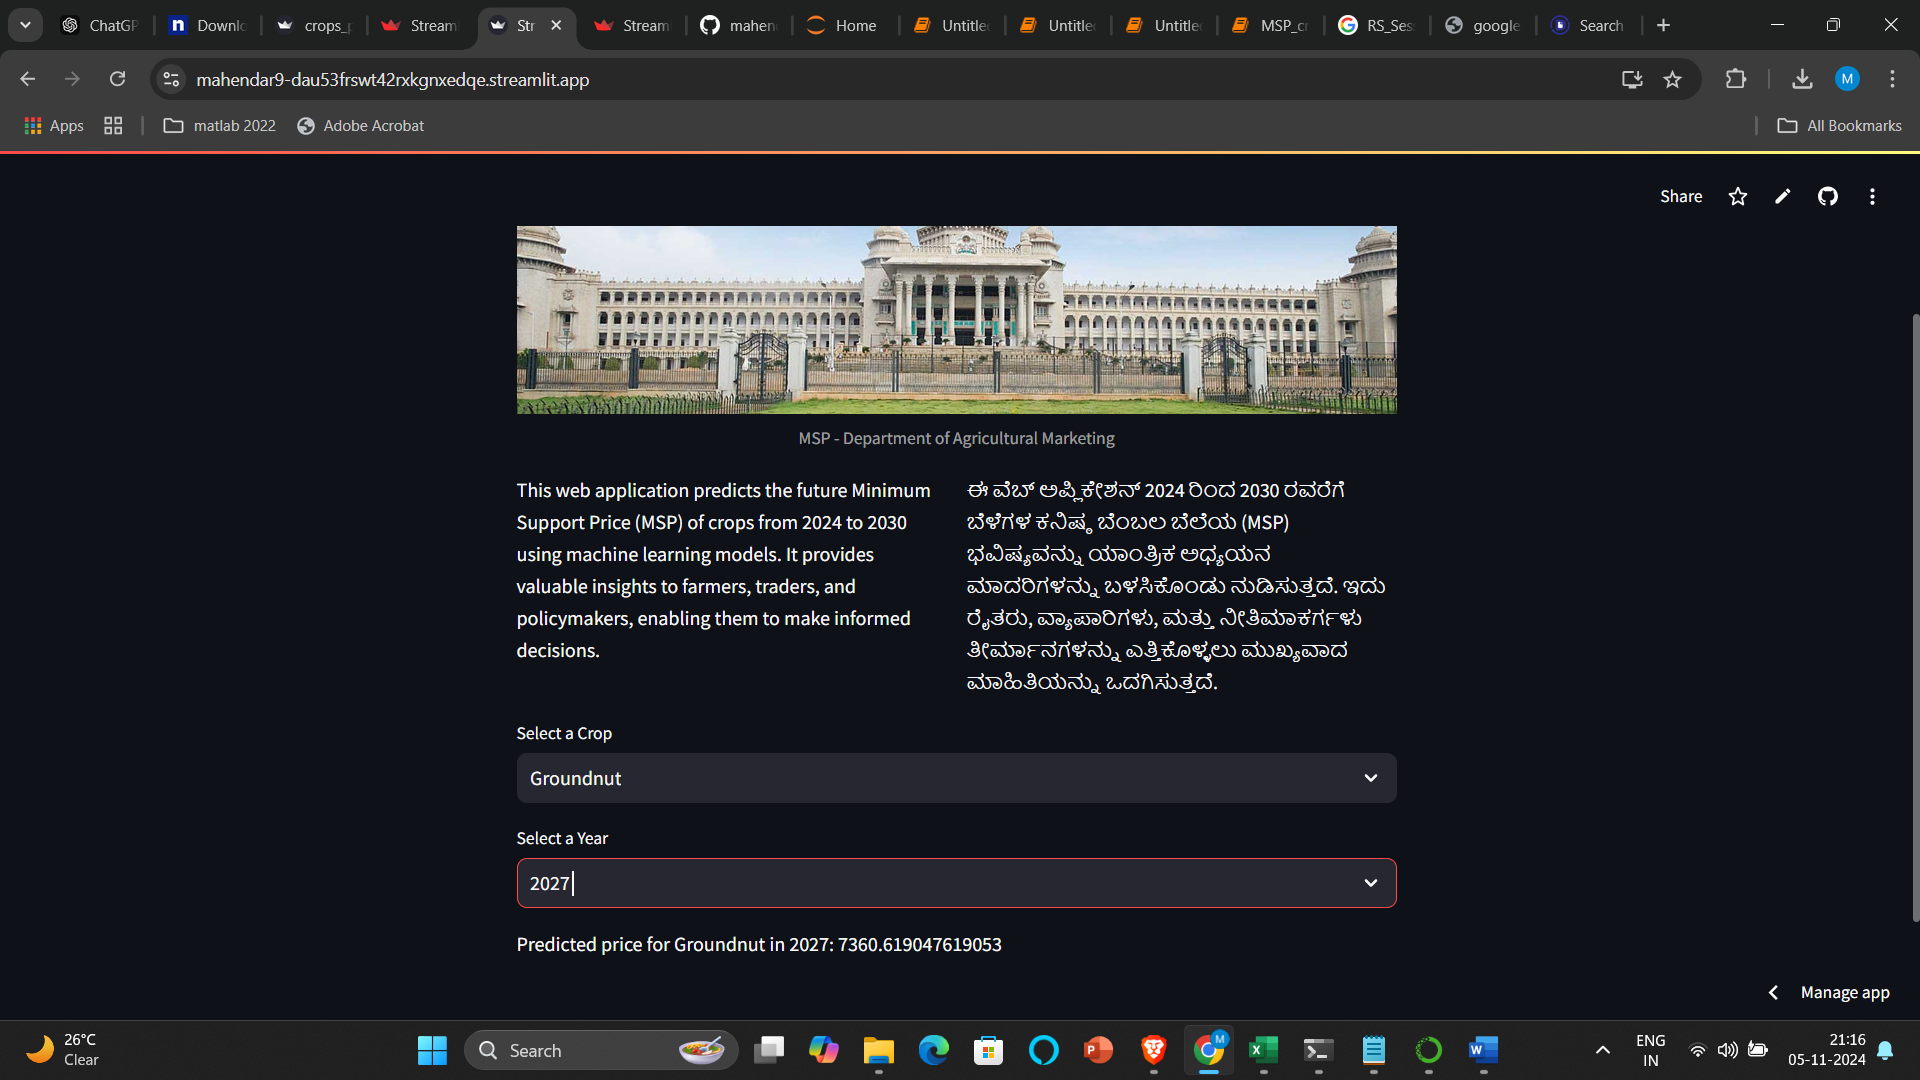 ChatGP
Downlo
crops_p
Stream
Str
Stream
mahen
Home
Untitled
Untitled
Untitled
MSP_cr
RS_Ses
google
Search
mahendar9-dau53frswt42rxkgnxedqe.streamlit.app
M
Apps
matlab 2022
Adobe Acrobat
All Bookmarks
Share
MSP - Department of Agricultural Marketing
This web application predicts the future Minimum
Support Price (MSP) of crops from 2024 to 2030
using machine learning models. It provides
valuable insights to farmers, traders, and
policymakers, enabling them to make informed
decisions.
ಈ ವೆಬ್ ಅಪ್ಲಿಕೇಶನ್ 2024 ರಿಂದ 2030 ರವರೆಗೆ
ಬೆಳೆಗಳ ಕನಿಷ್ಠ ಬೆಂಬಲ ಬೆಲೆಯ (MSP)
ಭವಿಷ್ಯವನ್ನು ಯಾಂತ್ರಿಕ ಅಧ್ಯಯನ
ಮಾದರಿಗಳನ್ನು ಬಳಸಿಕೊಂಡು ನುಡಿಸುತ್ತದೆ. ಇದು
ರೈತರು, ವ್ಯಾಪಾರಿಗಳು, ಮತ್ತು ನೀತಿಮಾಕರ್ಗಳು
ತೀರ್ಮಾನಗಳನ್ನು ಎತ್ತಿಕೊಳ್ಳಲು ಮುಖ್ಯವಾದ
ಮಾಹಿತಿಯನ್ನು ಒದಗಿಸುತ್ತದೆ.
Select a Crop
Groundnut
Select a Year
2027
Predicted price for Groundnut in 2027: 7360.619047619053
Manage app
26°C
Clear
Search
M
ENG
IN
21:16
05-11-2024